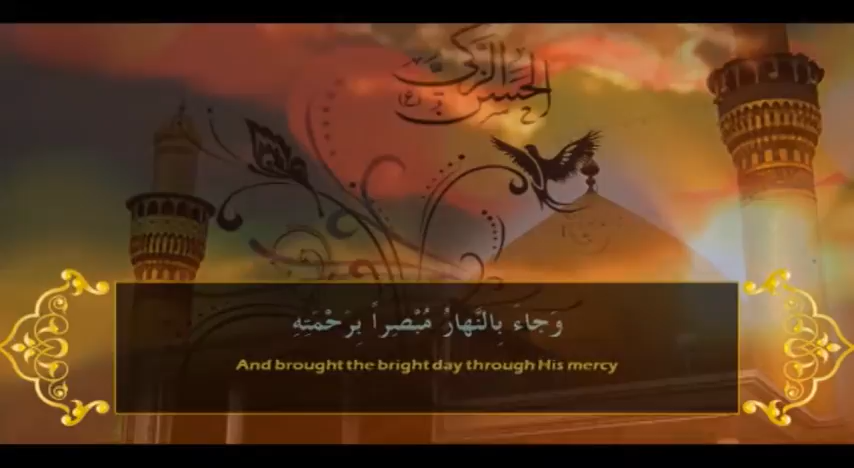 الحسن الزكي
(ع)
وَجاءَ بِالنَّهارُ مُبْصِراً بِرَحْمَتِهِ
And brought the bright day through His mercy